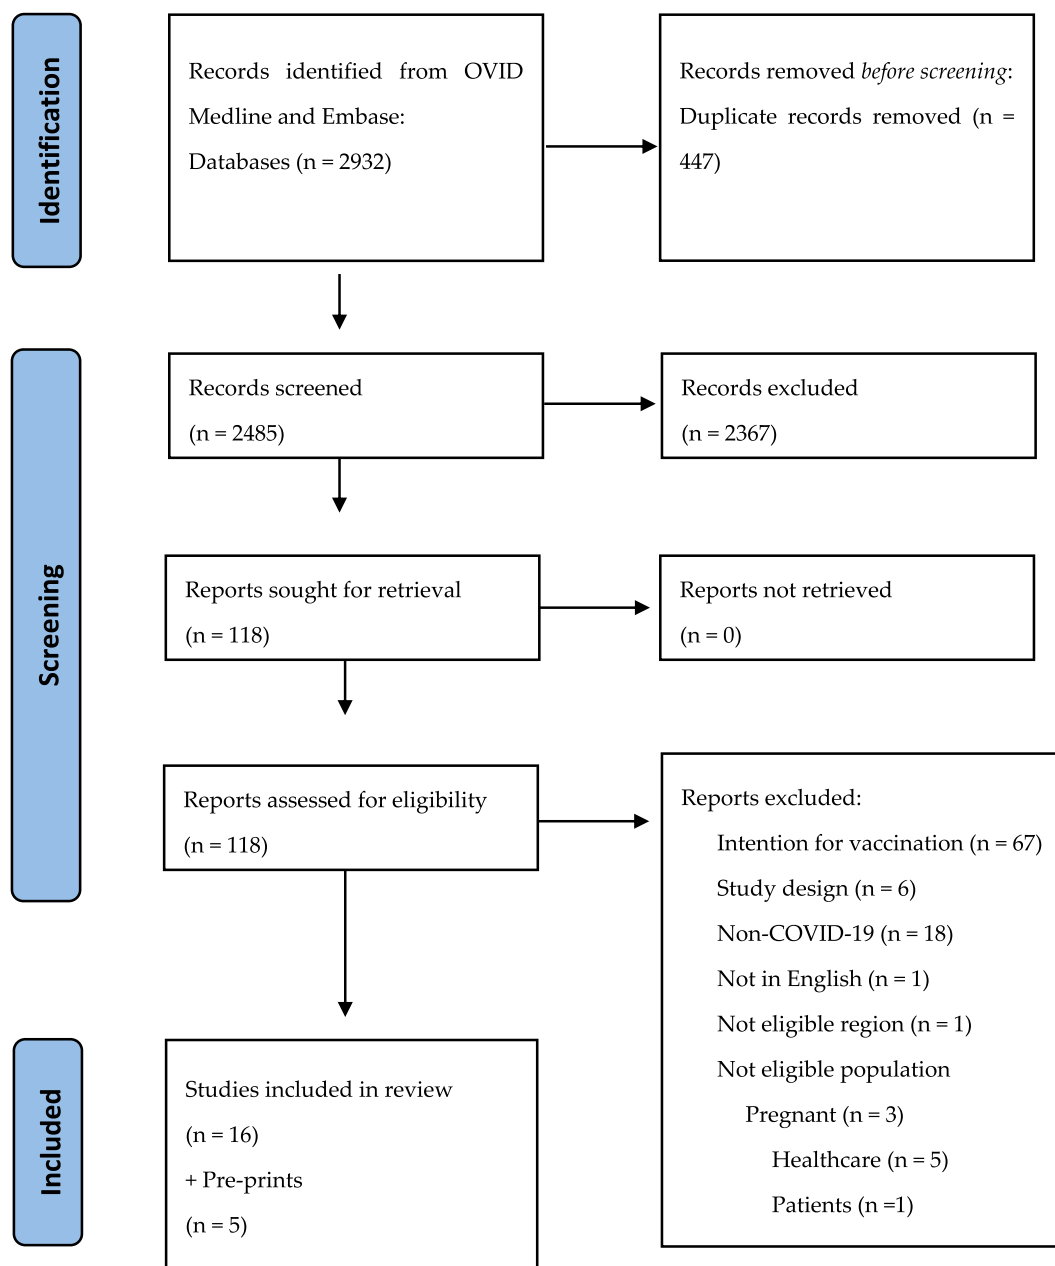 Identification
Records identified from OVID
Medline and Embase:
Databases (n = 2932)
Records removed before screening:
Duplicate records removed (n =
447)
Screening
Records screened
(n = 2485)
Records excluded
(n = 2367)
Reports sought for retrieval
(n = 118)
Reports not retrieved
(n = 0)
Reports assessed for eligibility
(n = 118)
Reports excluded:
Intention for vaccination (n = 67)
Study design (n = 6)
Non-COVID-19 (n = 18)
Not in English (n = 1)
Not eligible region (n = 1)
Not eligible population
Pregnant (n = 3)
Healthcare (n = 5)
Patients (n =1)
Included
Studies included in review
(n = 16)
+ Pre-prints
(n = 5)